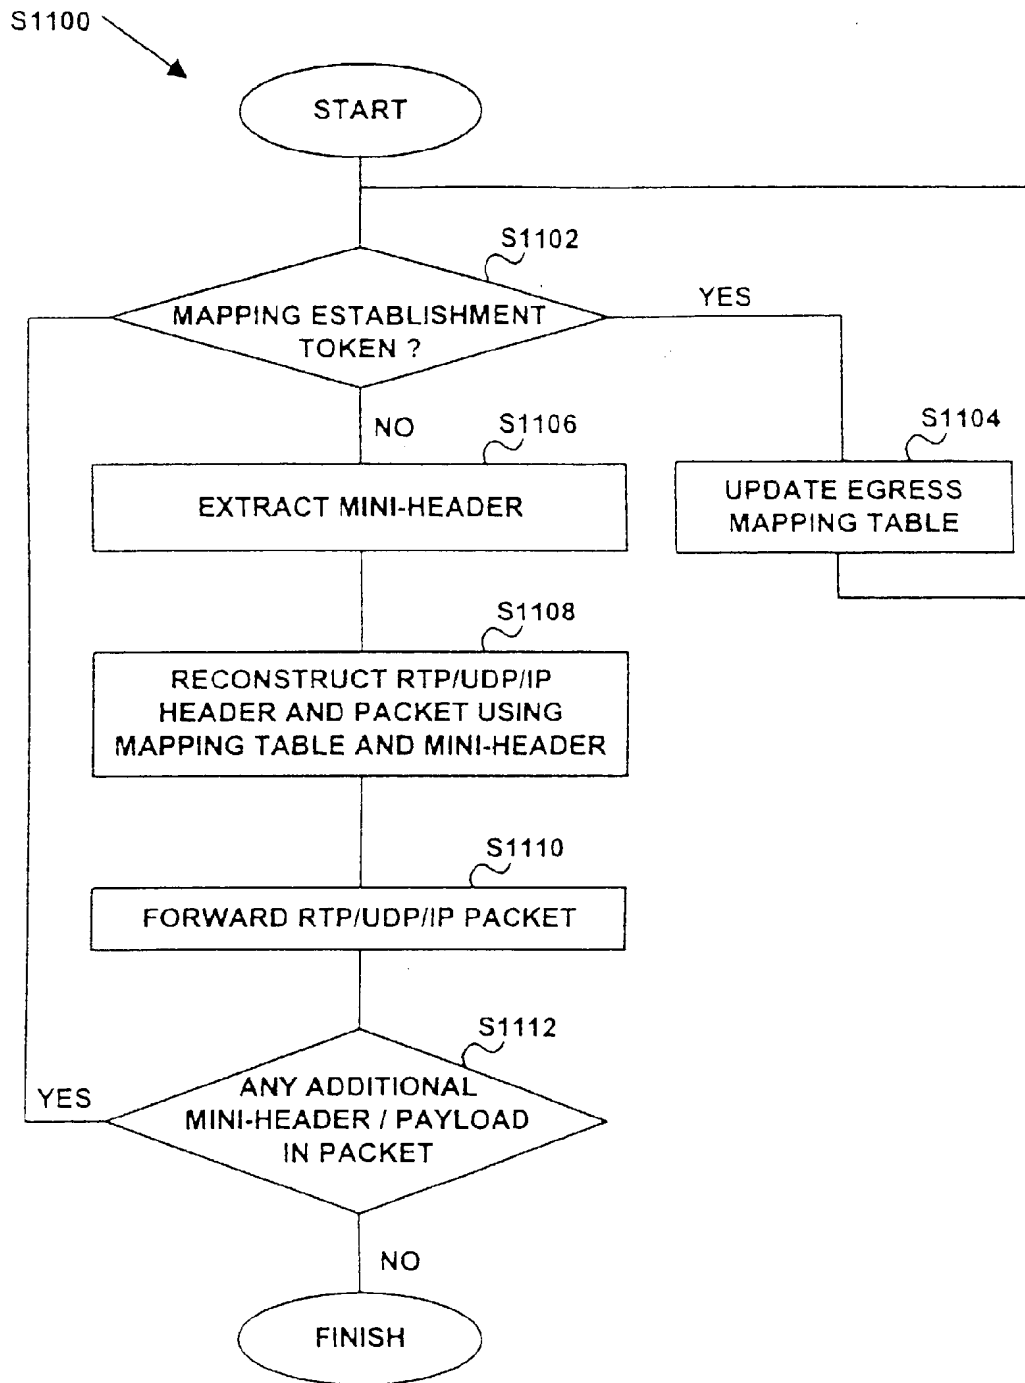 S1100
START
S1102
MAPPING ESTABLISHMENT
TOKEN ?
YES
NO
S1106
EXTRACT MINI-HEADER
S1104
UPDATE EGRESS
MAPPING TABLE
S1108
RECONSTRUCT RTP/UDP/IP
HEADER AND PACKET USING
MAPPING TABLE AND MINI-HEADER
S1110
FORWARD RTP/UDP/IP PACKET
S1112
ANY ADDITIONAL
MINI-HEADER / PAYLOAD
IN PACKET
YES
NO
FINISH